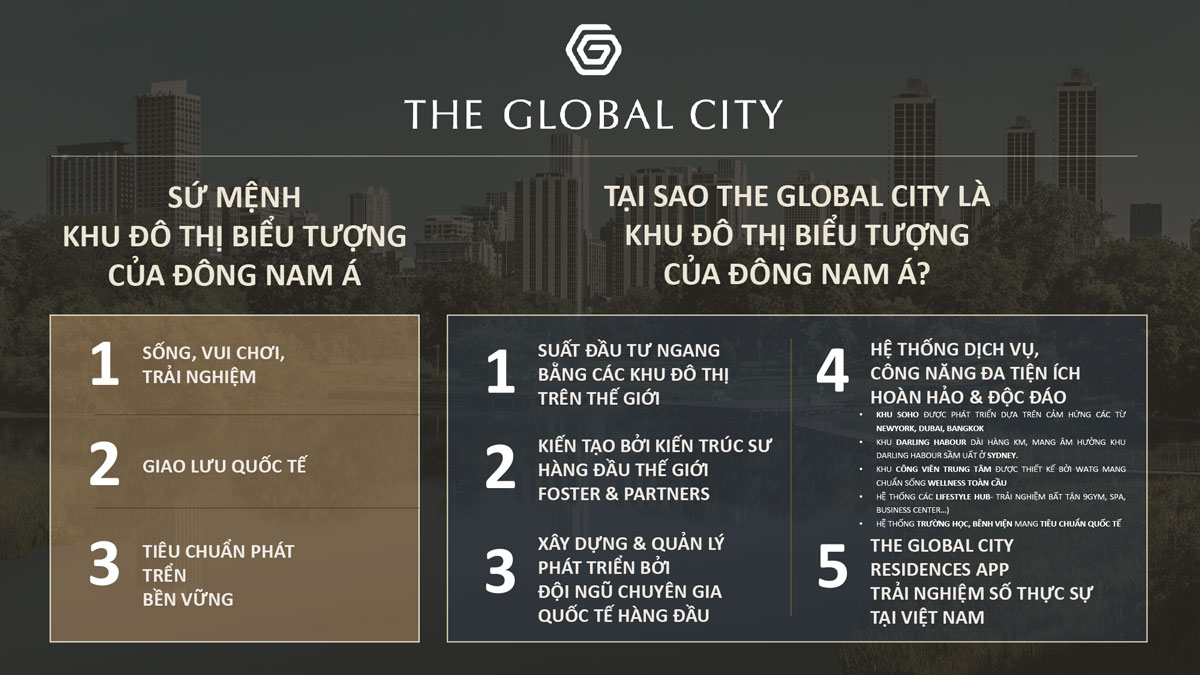 THE GLOBAL CITY
SỨ MỆNH
KHU ĐÔ THỊ BIỂU TƯỢNG
CỦA ĐÔNG NAM Á
1
SỐNG, VUI CHƠI,
TRẢI NGHIỆM
2
GIAO LƯU QUỐC TẾ
3
TIÊU CHUẨN PHÁT
TRỂN
BỀN VỮNG
TẠI SAO THE GLOBAL CITY LÀ
KHU ĐÔ THỊ BIỂU TƯỢNG
CỦA ĐÔNG NAM Á?
1
SUẤT ĐẦU TƯ NGANG
BẰNG CÁC KHU ĐÔ THỊ
TRÊN THẾ GIỚI
2
KIẾN TẠO BỞI KIẾN TRÚC SƯ
HÀNG ĐẦU THẾ GIỚI
FOSTER & PARTNERS
3
XÂY DỰNG & QUẢN LÝ
PHÁT TRIỂN BỞI
ĐỘI NGŨ CHUYÊN GIA
QUỐC TẾ HÀNG ĐẦU
4
HỆ THỐNG DỊCH VỤ,
CÔNG NĂNG ĐA TIỆN ÍCH
HOÀN HẢO & ĐỘC ĐÁO
• KHU SOHO ĐƯỢC PHÁT TRIỂN DỰA TRÊN CẢM HỨNG CÁC TỪ
NEWYORK, DUBAI, BANGKOK
• KHU DARLING HABOUR DÀI HÀNG KM, MANG ÂM HƯỞNG KHU
DARLING HABOUR SẦM UẤT Ở SYDNEY.
• KHU CÔNG VIÊN TRUNG TÂM ĐƯỢC THIẾT KẾ BỞI WATG MANG
CHUẨN SỐNG WELLNESS TOÀN CẦU
• HỆ THỐNG CÁC LIFESTYLE HUB- TRẢI NGHIỆM BẤT TẬN 9GYM, SPA,
BUSINESS CENTER...)
• HỆ THỐNG TRƯỜNG HỌC, BÊNH VIỆN MANG TIÊU CHUẨN QUỐC TẾ
5
THE GLOBAL CITY
RESIDENCES APP
TRẢI NGHIỆM SỐ THỰC SỰ
TẠI VIỆT NAM